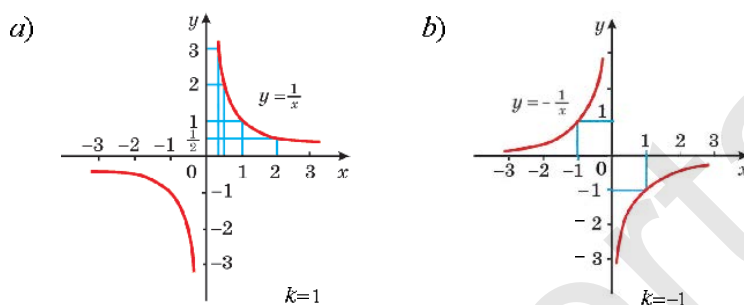 a)
y
3
2
y = 1/x
1
1/2
-3 -2 -1 0 1 2 3 x
-1
-2
-3
k=1
b)
y
y = - 1/x
1
1 2 3
-3 -2 -1 0 x
-1
- 2
- 3
k=-1